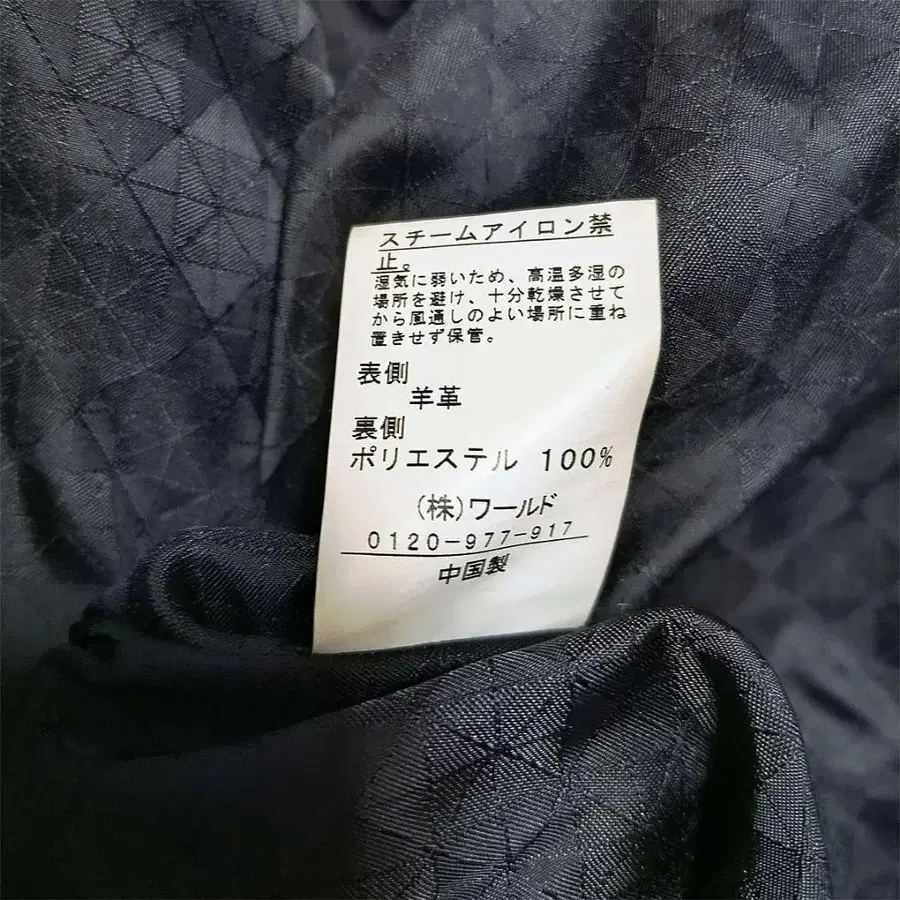 スチームアイロン禁
止。
湿気に弱いため、高温多湿の
場所を避け、十分乾燥させて
から風通しのよい場所に重ね
置きせず保管。
表側
羊革
裏側
ポリエステル 100%
(株)ワールド
0120-977-917
中国製